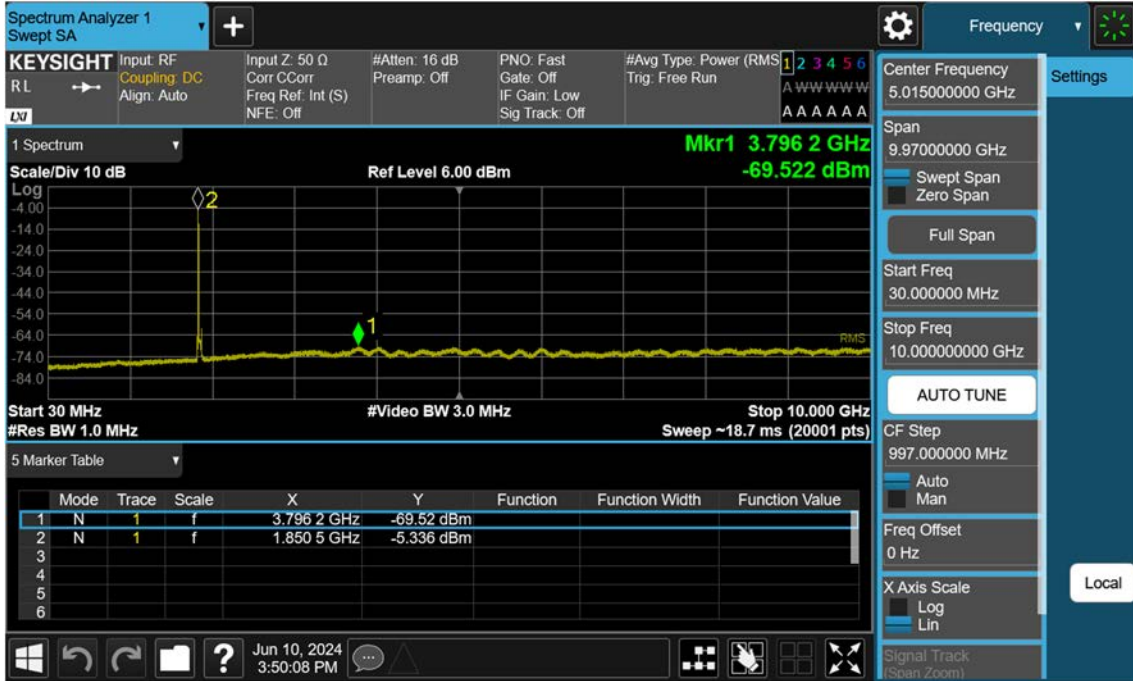 Spectrum Analyzer 1
Swept SA
+
Frequency
KEYSIGHT
R L
LXI
Input: RF
Coupling: DC
Align: Auto
Input Z: 50 Ω
Corr CCorr
Freq Ref: Int (S)
NFE: Off
#Atten: 16 dB
Preamp: Off
PNO: Fast
Gate: Off
IF Gain: Low
Sig Track: Off
#Avg Type: Power (RMS
Trig: Free Run
1 2 3 4 5 6
A W W W W W
A A A A A A
1 Spectrum
Mkr1 3.796 2 GHz
-69.522 dBm
Scale/Div 10 dB
Ref Level 6.00 dBm
Log
-4.00
-14.0
-24.0
-34.0
-44.0
-54.0
-64.0
-74.0
-84.0
2
1
RMS
Start 30 MHz
#Video BW 3.0 MHz
Stop 10.000 GHz
#Res BW 1.0 MHz
Sweep ~18.7 ms (20001 pts)
5 Marker Table
Mode Trace Scale X Y Function Function Width Function Value
1 N 1 f 3.796 2 GHz -69.52 dBm
2 N 1 f 1.850 5 GHz -5.336 dBm
3
4
5
6
?
Jun 10, 2024
3:50:08 PM
Center Frequency
5.015000000 GHz
Settings
Span
9.97000000 GHz
Swept Span
Zero Span
Full Span
Start Freq
30.000000 MHz
Stop Freq
10.000000000 GHz
AUTO TUNE
CF Step
997.000000 MHz
Auto
Man
Freq Offset
0 Hz
X Axis Scale
Log
Lin
Local
Signal Track
(Span Zoom)